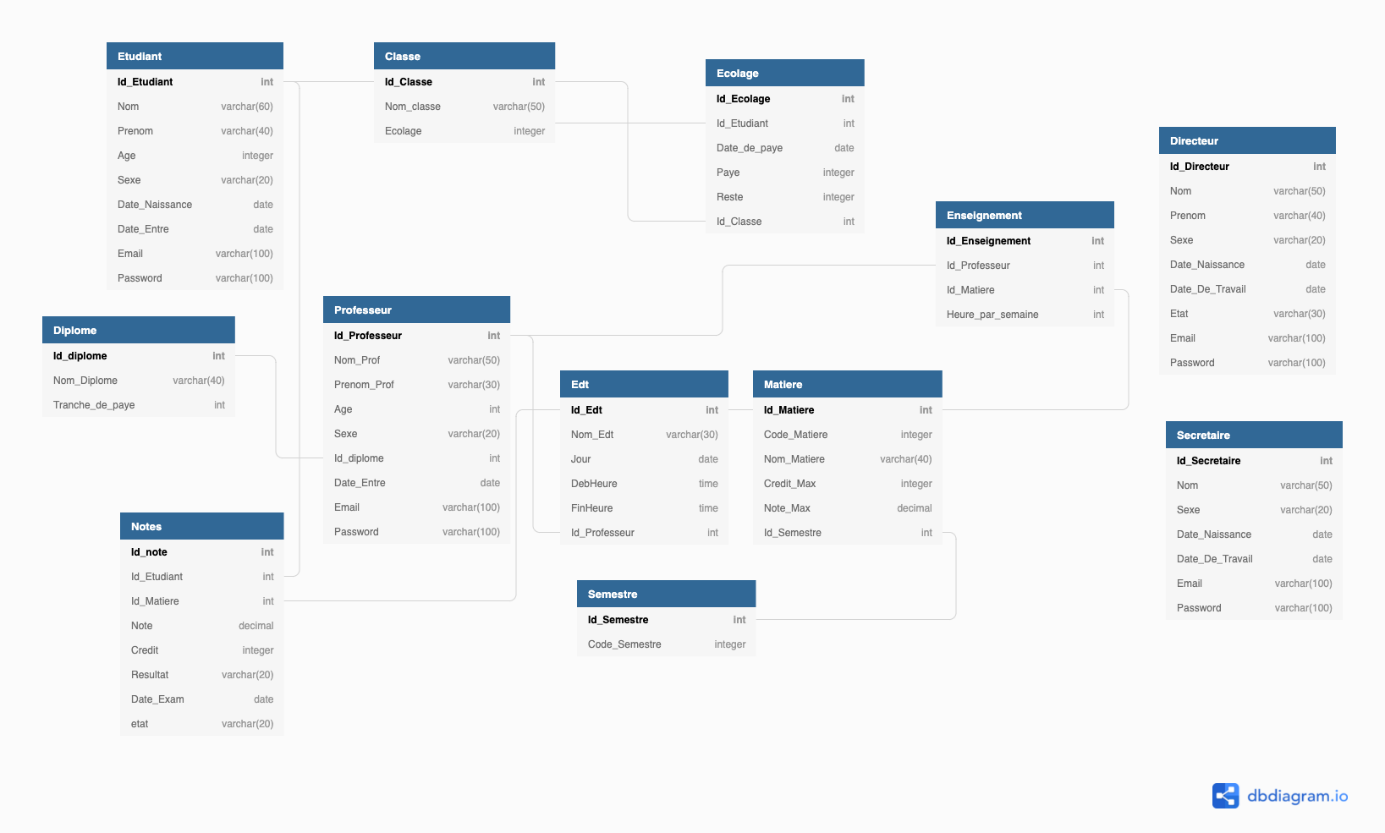 Etudiant
Id_Etudiant int
Nom varchar(60)
Prenom varchar(40)
Age integer
Sexe varchar(20)
Date_Naissance date
Date_Entre date
Email varchar(100)
Password varchar(100)
Classe
Id_Classe int
Nom_classe varchar(50)
Ecolage integer
Ecolage
Id_Ecolage int
Id_Etudiant int
Date_de_paye date
Paye integer
Reste integer
Id_Classe int
Directeur
Id_Directeur int
Nom varchar(50)
Prenom varchar(40)
Sexe varchar(20)
Date_Naissance date
Date_De_Travail date
Etat varchar(30)
Email varchar(100)
Password varchar(100)
Enseignement
Id_Enseignement int
Id_Professeur int
Id_Matiere int
Heure_par_semaine int
Diplome
Id_diplome int
Nom_Diplome varchar(40)
Tranche_de_paye int
Professeur
Id_Professeur int
Nom_Prof varchar(50)
Prenom_Prof varchar(30)
Age int
Sexe varchar(20)
Id_diplome int
Date_Entre date
Email varchar(100)
Password varchar(100)
Edt
Id_Edt int
Nom_Edt varchar(30)
Jour date
DebHeure time
FinHeure time
Id_Professeur int
Matiere
Id_Matiere int
Code_Matiere integer
Nom_Matiere varchar(40)
Credit_Max integer
Note_Max decimal
Id_Semestre int
Secretaire
Id_Secretaire int
Nom varchar(50)
Sexe varchar(20)
Date_Naissance date
Date_De_Travail date
Email varchar(100)
Password varchar(100)
Notes
Id_note int
Id_Etudiant int
Id_Matiere int
Note decimal
Credit integer
Resultat varchar(20)
Date_Exam date
etat varchar(20)
Semestre
Id_Semestre int
Code_Semestre integer
dbdiagram.io